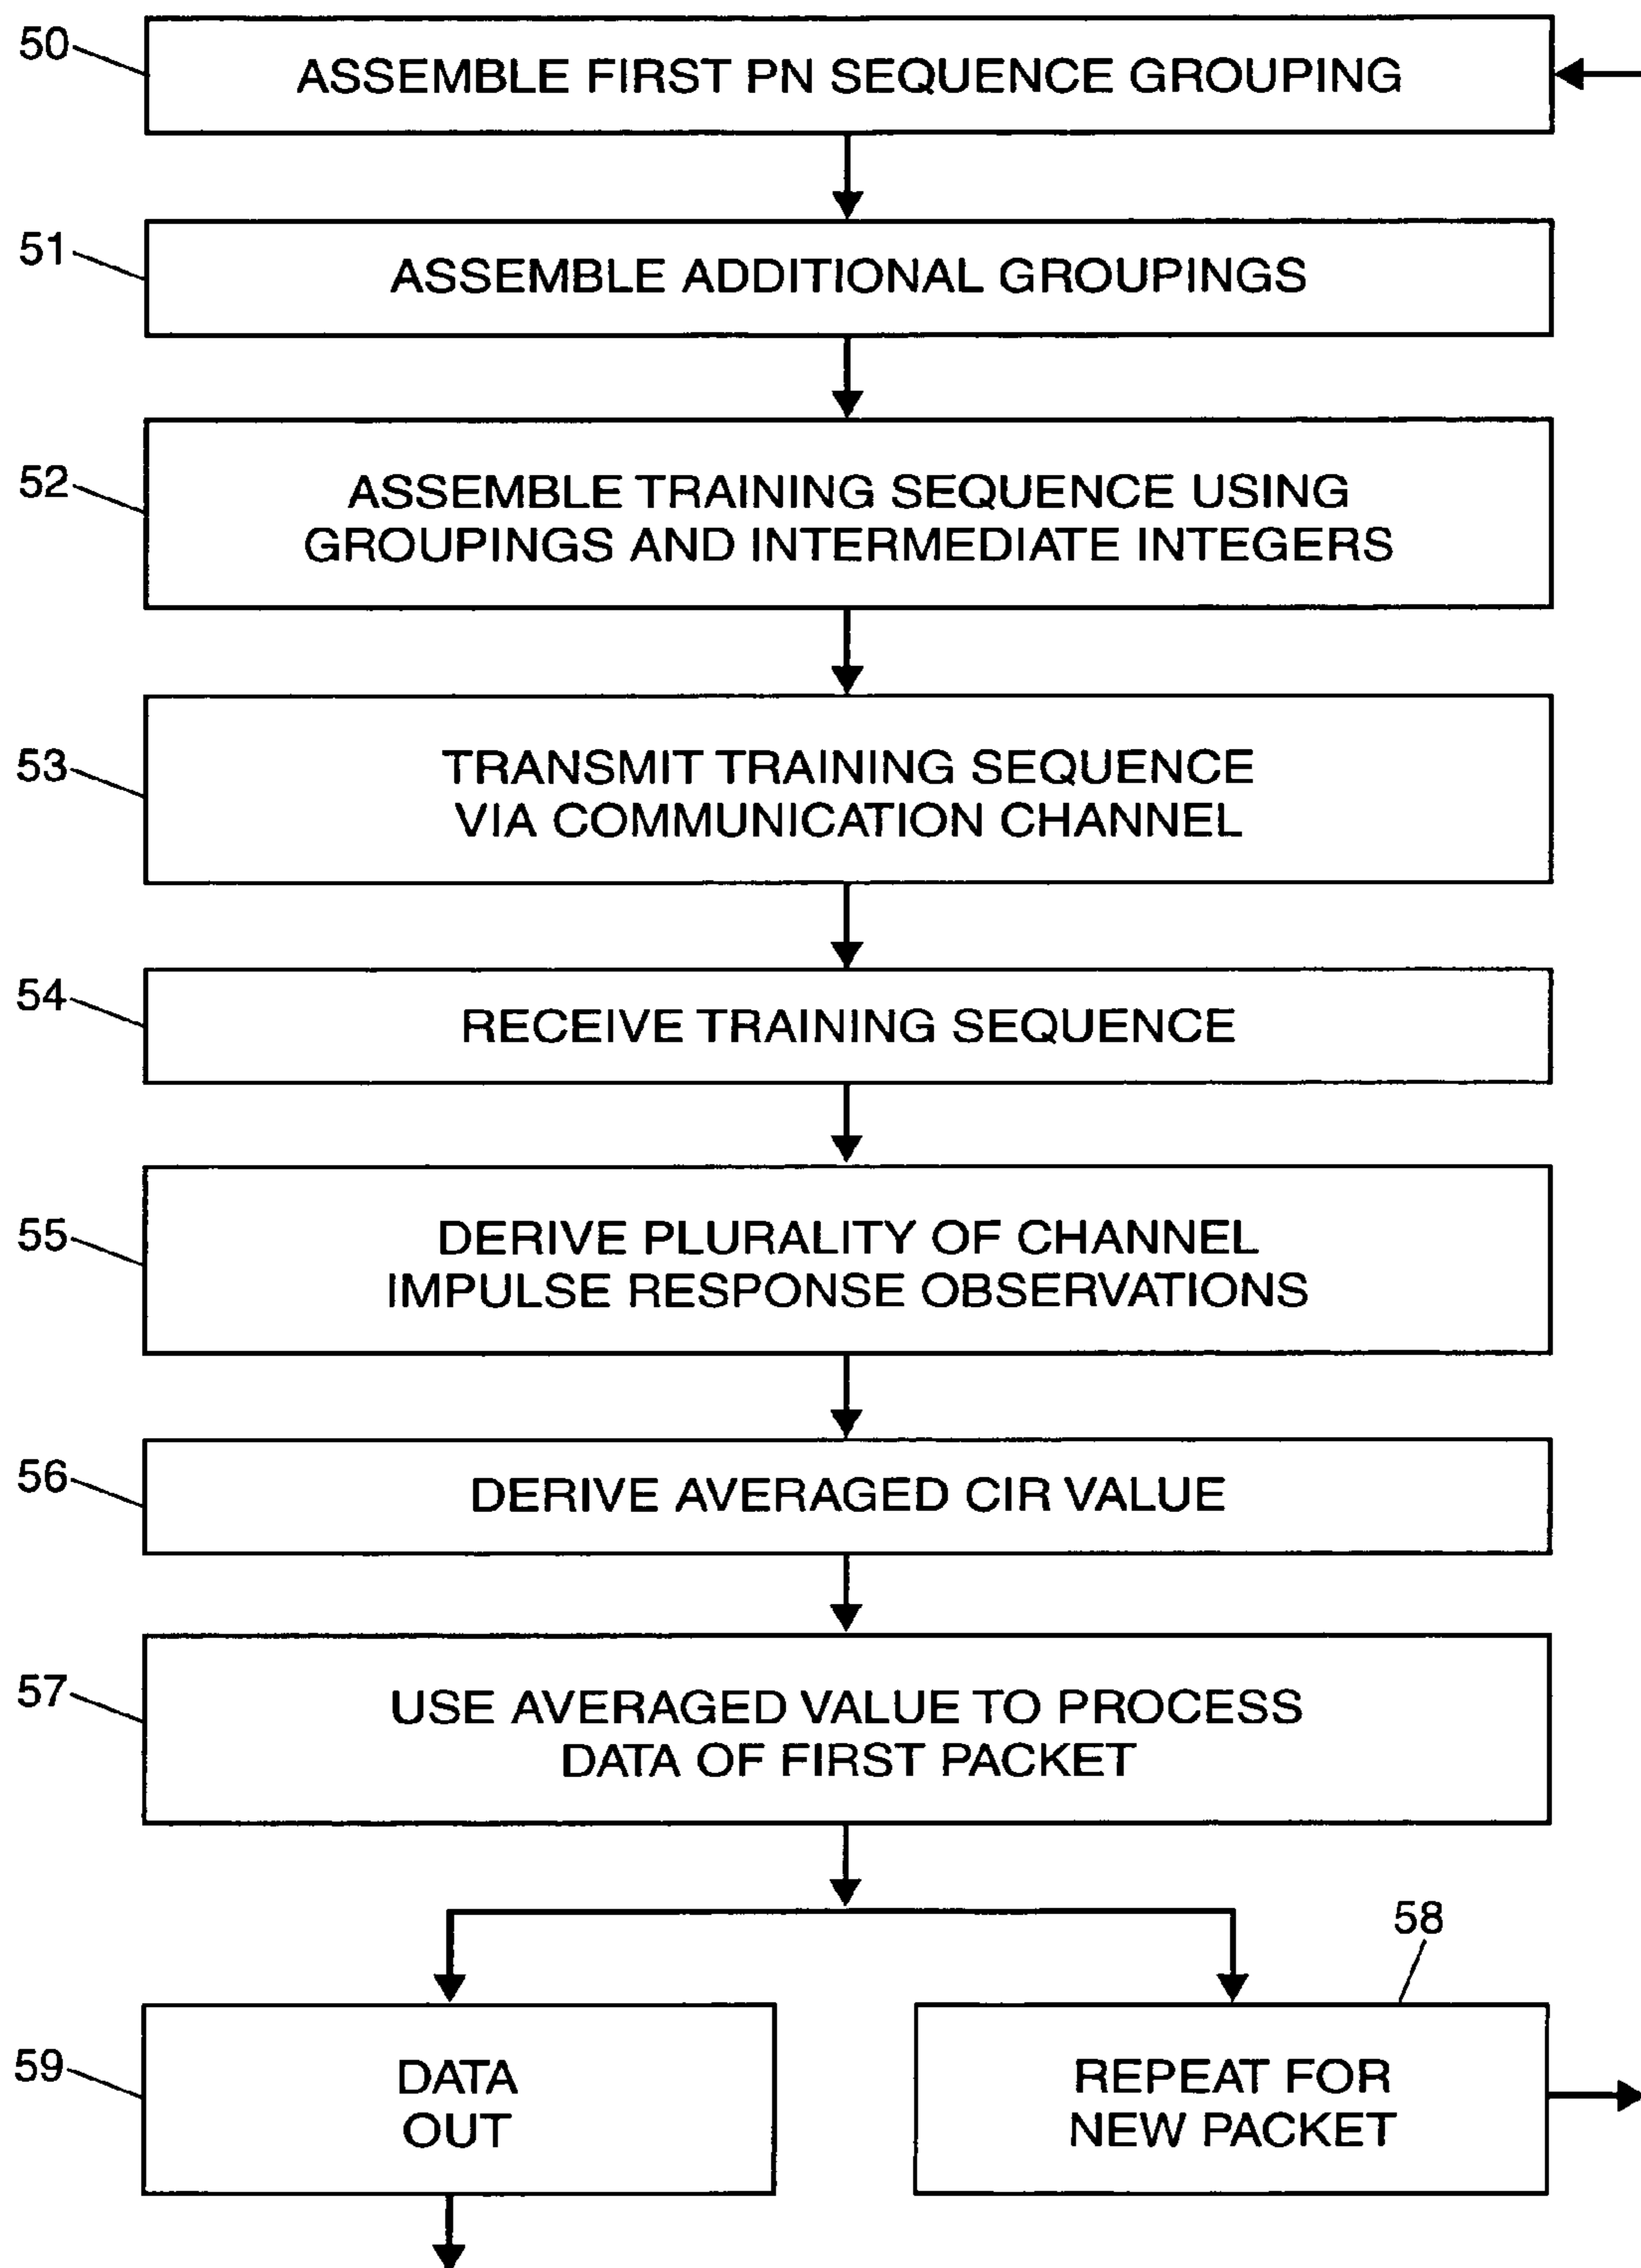 50
ASSEMBLE FIRST PN SEQUENCE GROUPING
51
ASSEMBLE ADDITIONAL GROUPINGS
52
ASSEMBLE TRAINING SEQUENCE USING
GROUPINGS AND INTERMEDIATE INTEGERS
53
TRANSMIT TRAINING SEQUENCE
VIA COMMUNICATION CHANNEL
54
RECEIVE TRAINING SEQUENCE
55
DERIVE PLURALITY OF CHANNEL
IMPULSE RESPONSE OBSERVATIONS
56
DERIVE AVERAGED CIR VALUE
57
USE AVERAGED VALUE TO PROCESS
DATA OF FIRST PACKET
59
DATA
OUT
58
REPEAT FOR
NEW PACKET